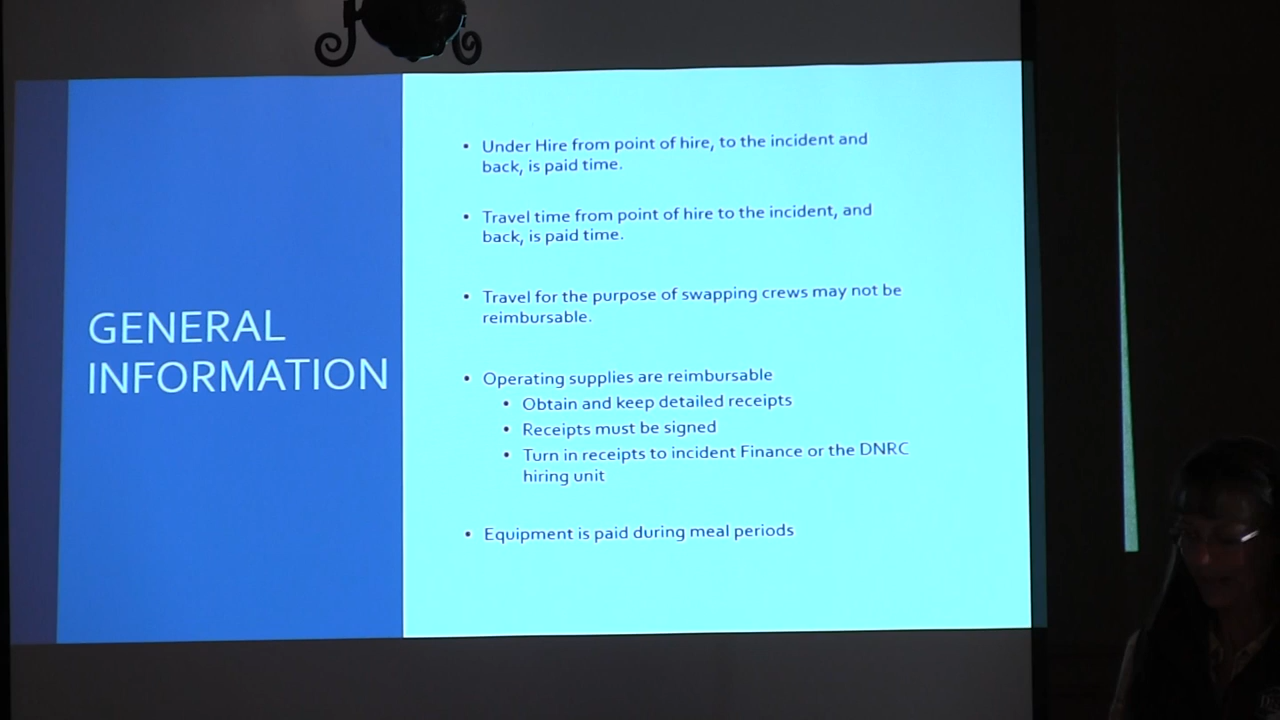 GENERAL
INFORMATION
• Under Hire from point of hire, to the incident and
back, is paid time.
• Travel time from point of hire to the incident, and
back, is paid time.
• Travel for the purpose of swapping crews may not be
reimbursable.
• Operating supplies are reimbursable
• Obtain and keep detailed receipts
• Receipts must be signed
• Turn in receipts to incident Finance or the DNRC
hiring unit
• Equipment is paid during meal periods